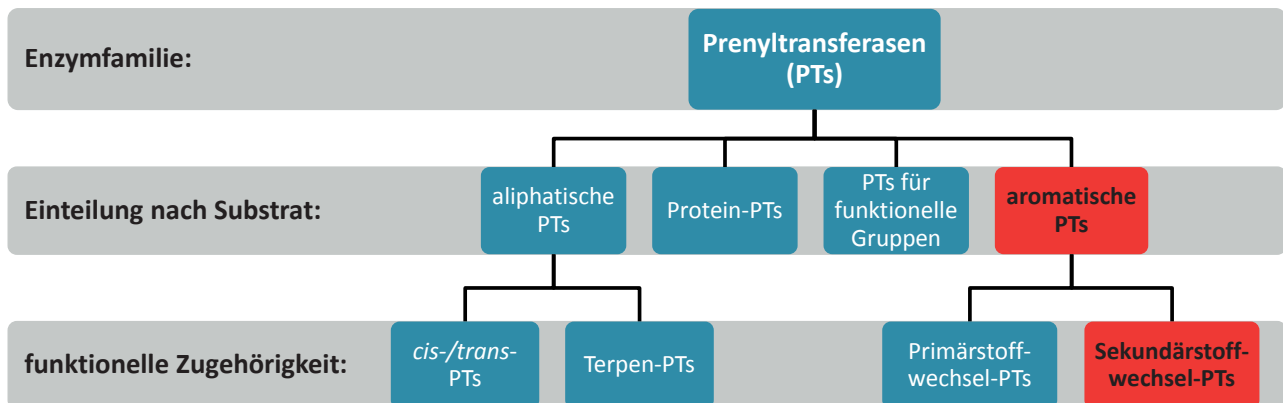 Enzymfamilie:
Prenyltransferasen
(PTs)
Einteilung nach Substrat:
aliphatische
PTs
Protein-PTs
PTs für
funktionelle
Gruppen
aromatische
PTs
funktionelle Zugehörigkeit:
cis-/trans-
PTs
Terpen-PTs
Primärstoff-
wechsel-PTs
Sekundärstoff-
wechsel-PTs